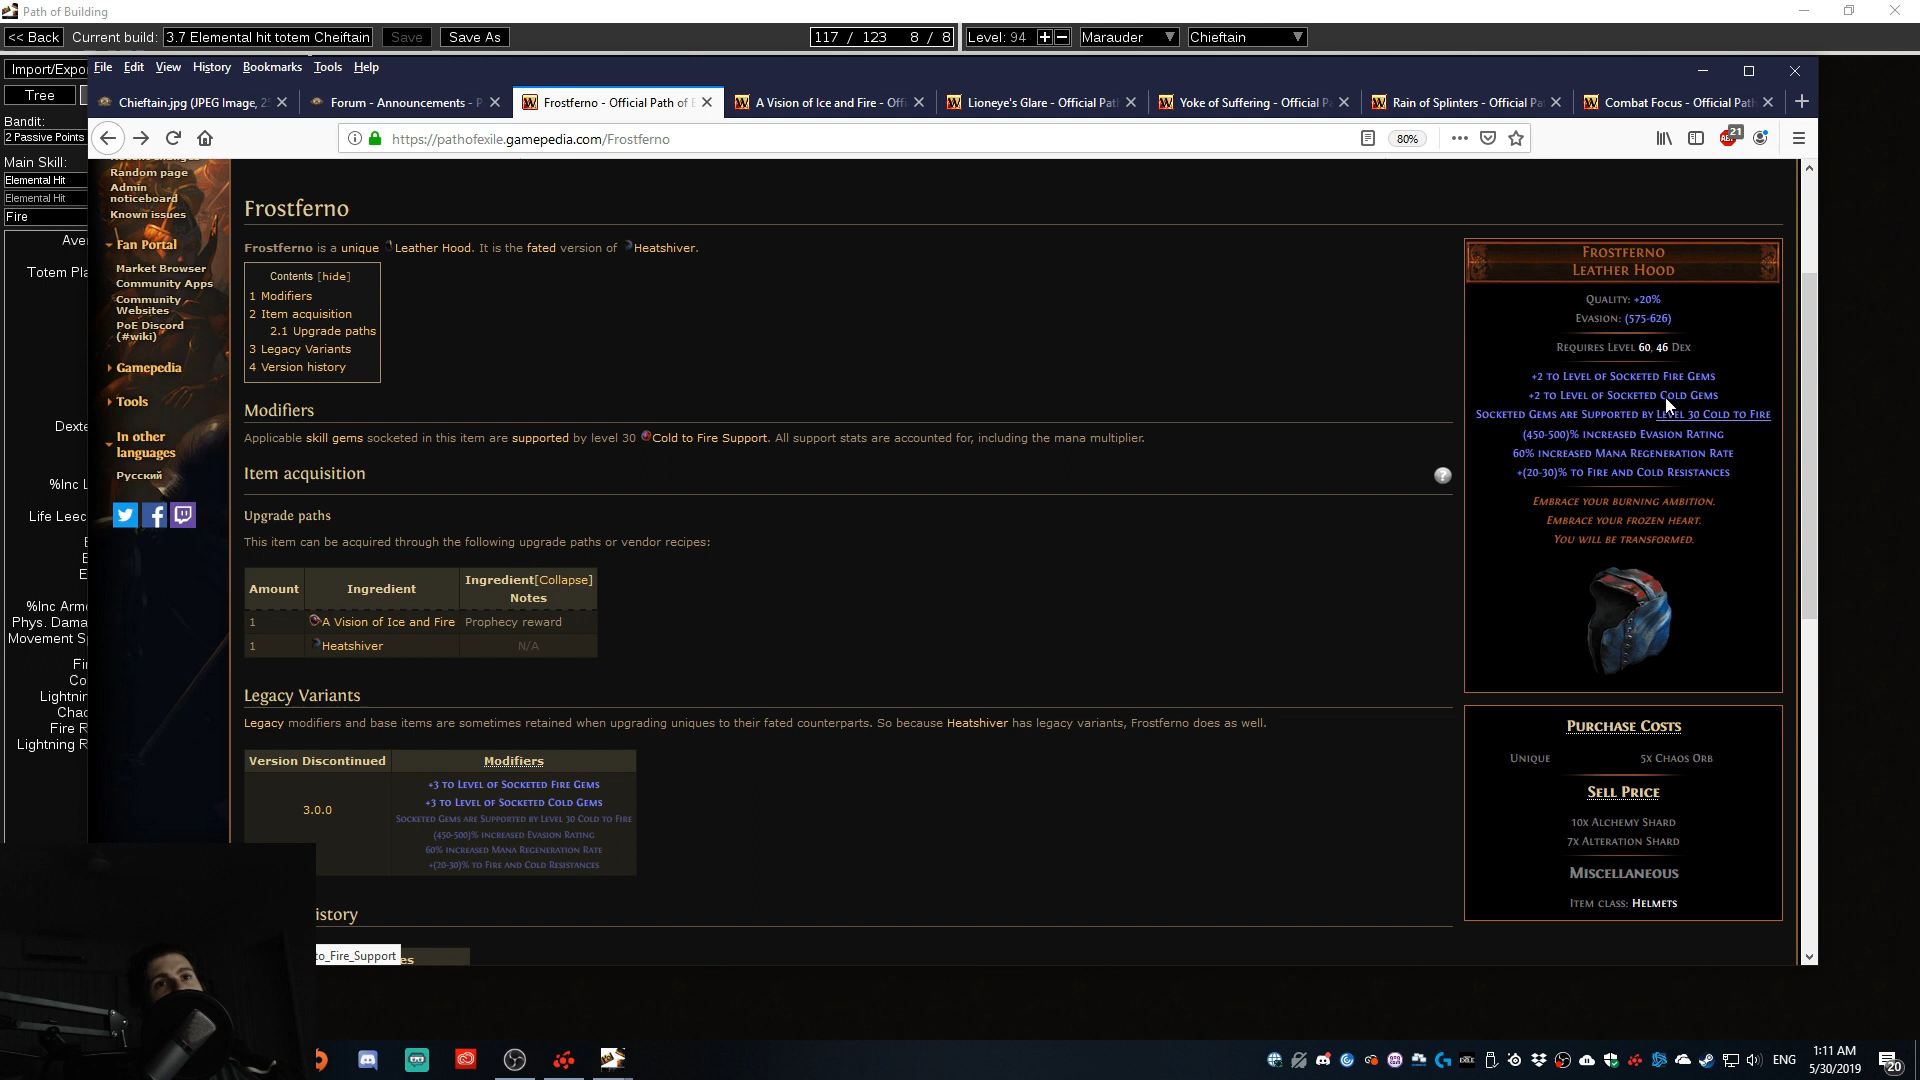 Path of Building
<< Back
Current build:
3.7 Elemental hit totem Cheiftain
Save
Save As
117 / 123 8 / 8
Level: 94
Marauder
Chieftain
Import/Expo
File Edit View History Bookmarks Tools Help
Tree
Chieftain.jpg (JPEG Image, 2
Forum - Announcements - P
Frostferno - Official Path of E
A Vision of Ice and Fire - Offi
Lioneye's Glare - Official Pat
Yoke of Suffering - Official P
Rain of Splinters - Official Pa
Combat Focus - Official Path
Bandit:
2 Passive Points
https://pathofexile.gamepedia.com/Frostferno
80%
21
Main Skill:
Elemental Hit
Elemental Hit
Fire
Random page
Admin
noticeboard
Known issues
Fan Portal
Market Browser
Community Apps
Community
Websites
PoE Discord
(#wiki)
Gamepedia
Tools
In other
languages
Русский
Ave
Totem Pla
Dexte
%Inc L
Life Leec
E
E
E
%Inc Arm
Phys. Dama
Movement Sp
Fi
Co
Lightnin
Chao
Fire R
Lightning R
Frostferno
Frostferno is a unique Leather Hood. It is the fated version of Heatshiver.
Contents [hide]
1 Modifiers
2 Item acquisition
2.1 Upgrade paths
3 Legacy Variants
4 Version history
Modifiers
Applicable skill gems socketed in this item are supported by level 30 Cold to Fire Support. All support stats are accounted for, including the mana multiplier.
Item acquisition
?
Upgrade paths
This item can be acquired through the following upgrade paths or vendor recipes:
Amount Ingredient Ingredient[Collapse]
Notes
1 A Vision of Ice and Fire Prophecy reward
1 Heatshiver N/A
Legacy Variants
Legacy modifiers and base items are sometimes retained when upgrading uniques to their fated counterparts. So because Heatshiver has legacy variants, Frostferno does as well.
Version Discontinued Modifiers
3.0.0
+3 to Level of Socketed Fire Gems
+3 to Level of Socketed Cold Gems
Socketed Gems are Supported by Level 30 Cold to Fire
(450-500)% increased Evasion Rating
60% increased Mana Regeneration Rate
+(20-30)% to Fire and Cold Resistances
istory
to_Fire_Support
es
Frostferno
Leather Hood
Quality: +20%
Evasion: (575-626)
Requires Level 60, 46 Dex
+2 to Level of Socketed Fire Gems
+2 to Level of Socketed Cold Gems
Socketed Gems are Supported by Level 30 Cold to Fire
(450-500)% increased Evasion Rating
60% increased Mana Regeneration Rate
+(20-30)% to Fire and Cold Resistances
Embrace your burning ambition.
Embrace your frozen heart.
You will be transformed.
Purchase Costs
Unique 5x Chaos Orb
Sell Price
10x Alchemy Shard
7x Alteration Shard
Miscellaneous
Item class: Helmets
ENG
1:11 AM
5/30/2019
20